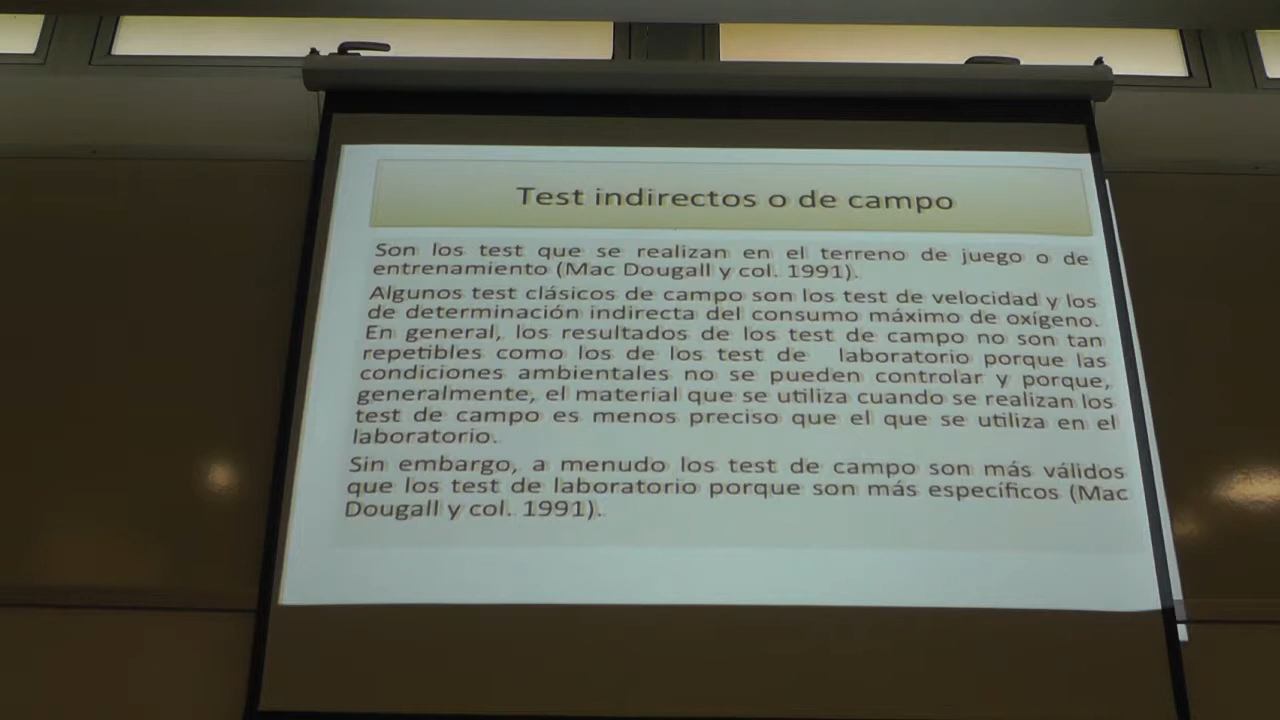 Test indirectos o de campo
Son los test que se realizan en el terreno de juego o de
entrenamiento (Mac Dougall y col. 1991).
Algunos test clásicos de campo son los test de velocidad y los
de determinación indirecta del consumo máximo de oxígeno.
En general, los resultados de los test de campo no son tan
repetibles como los de los test de laboratorio porque las
condiciones ambientales no se pueden controlar y porque,
generalmente, el material que se utiliza cuando se realizan los
test de campo es menos preciso que el que se utiliza en el
laboratorio.
Sin embargo, a menudo los test de campo son más válidos
que los test de laboratorio porque son más específicos (Mac
Dougall y col. 1991).